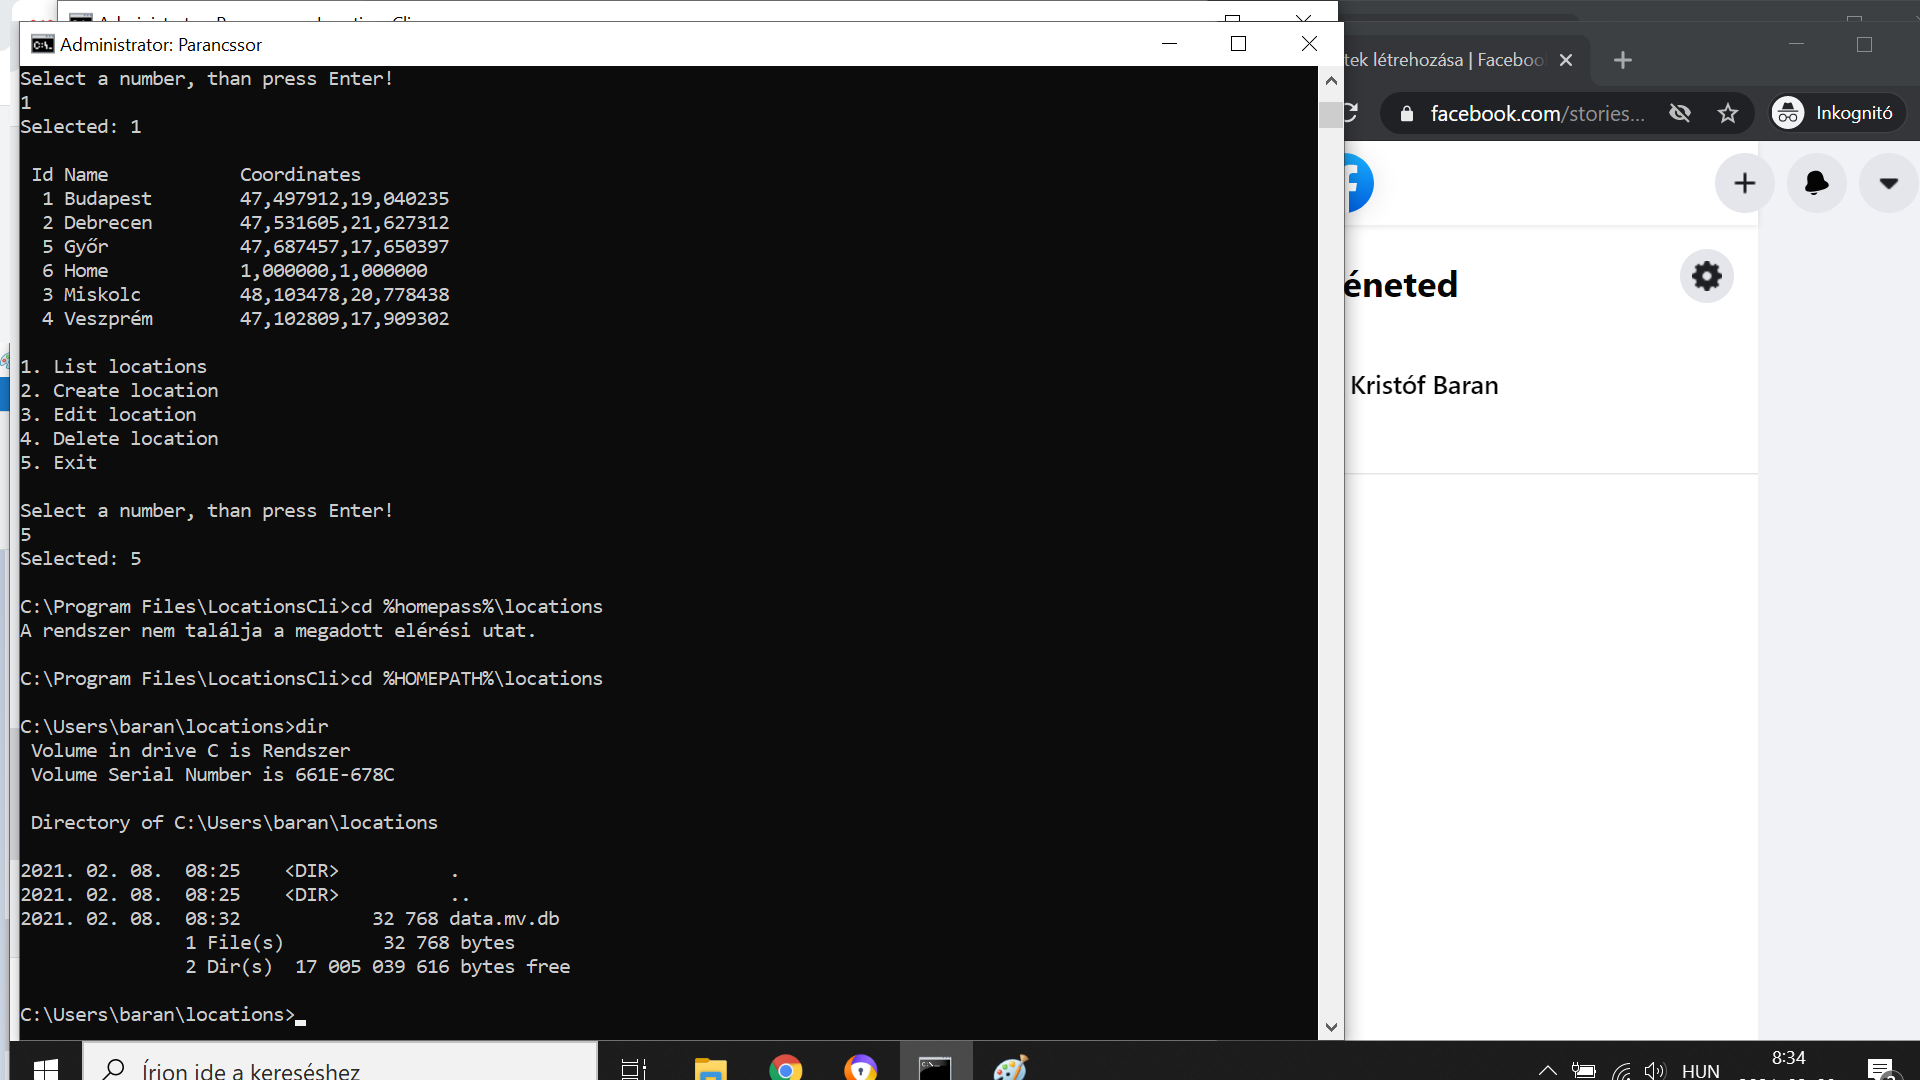 Administrator: Parancssor
Select a number, than press Enter!
1
Selected: 1
Id Name Coordinates
1 Budapest 47,497912,19,040235
2 Debrecen 47,531605,21,627312
5 Győr 47,687457,17,650397
6 Home 1,000000,1,000000
3 Miskolc 48,103478,20,778438
4 Veszprém 47,102809,17,909302
1. List locations
2. Create location
3. Edit location
4. Delete location
5. Exit
Select a number, than press Enter!
5
Selected: 5
C:\Program Files\LocationsCli>cd %homepass%\locations
A rendszer nem találja a megadott elérési utat.
C:\Program Files\LocationsCli>cd %HOMEPATH%\locations
C:\Users\baran\locations>dir
Volume in drive C is Rendszer
Volume Serial Number is 661E-678C
Directory of C:\Users\baran\locations
2021. 02. 08. 08:25 <DIR> .
2021. 02. 08. 08:25 <DIR> ..
2021. 02. 08. 08:32 32 768 data.mv.db
1 File(s) 32 768 bytes
2 Dir(s) 17 005 039 616 bytes free
C:\Users\baran\locations>
tek létrehozása | Faceboo
facebook.com/stories...
Inkognitó
éneted
Kristóf Baran
Írjon ide a kereséshez
HUN
8:34